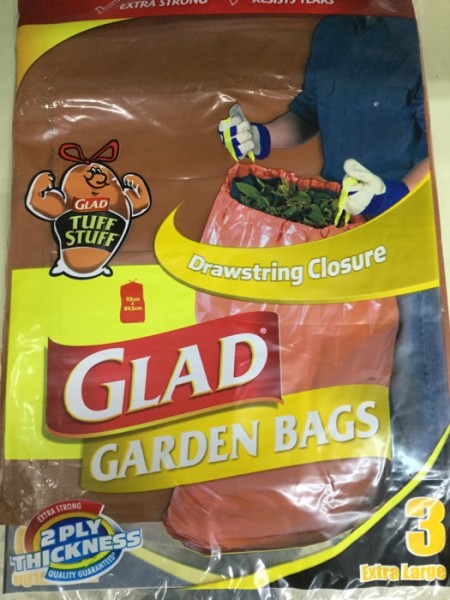 EXTRA STRONG
RESISTS TEARS
GLAD
TUFF
STUFF
Drawstring Closure
GLAD®
GARDEN BAGS
EXTRA STRONG
2 PLY
THICKNESS
QUALITY GUARANTEED
3
Extra Large